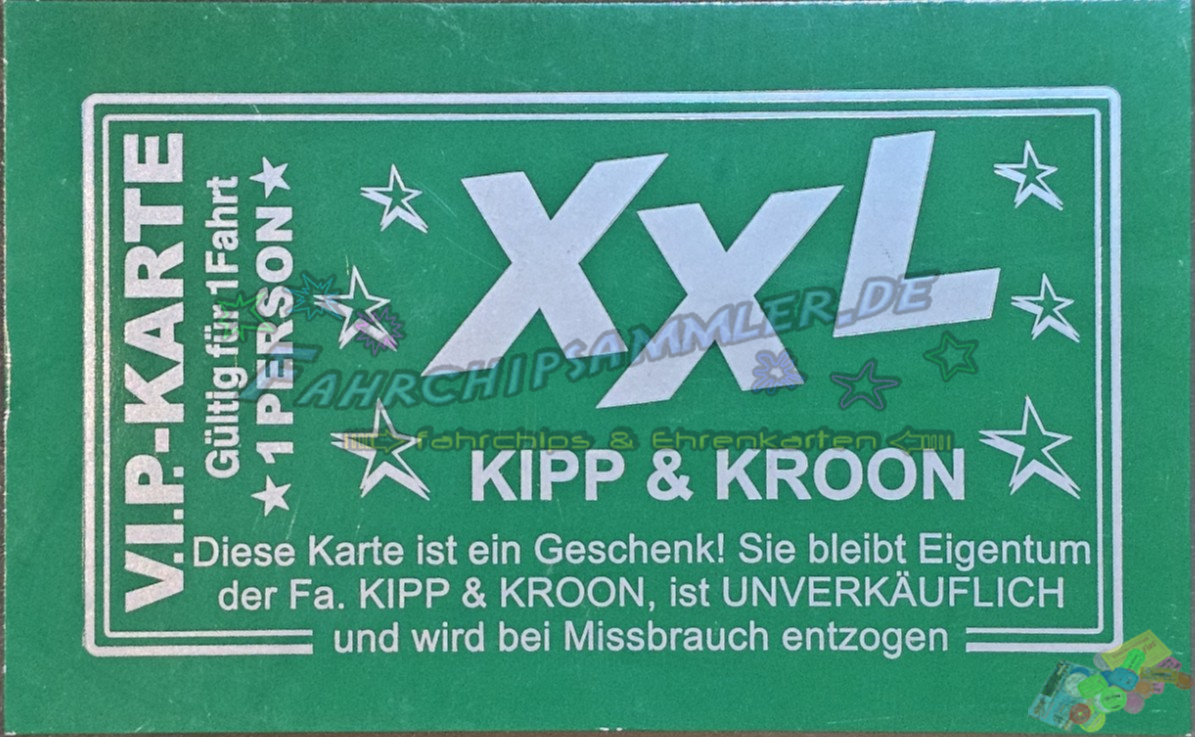 V.I.P.-KARTE
Gültig für 1 Fahrt
★ 1 PERSON ★
XxL
FAHRCHIPSAMMLER.DE
fahrchips & Ehrenkarten
KIPP & KROON
Diese Karte ist ein Geschenk! Sie bleibt Eigentum
der Fa. KIPP & KROON, ist UNVERKÄUFLICH
und wird bei Missbrauch entzogen